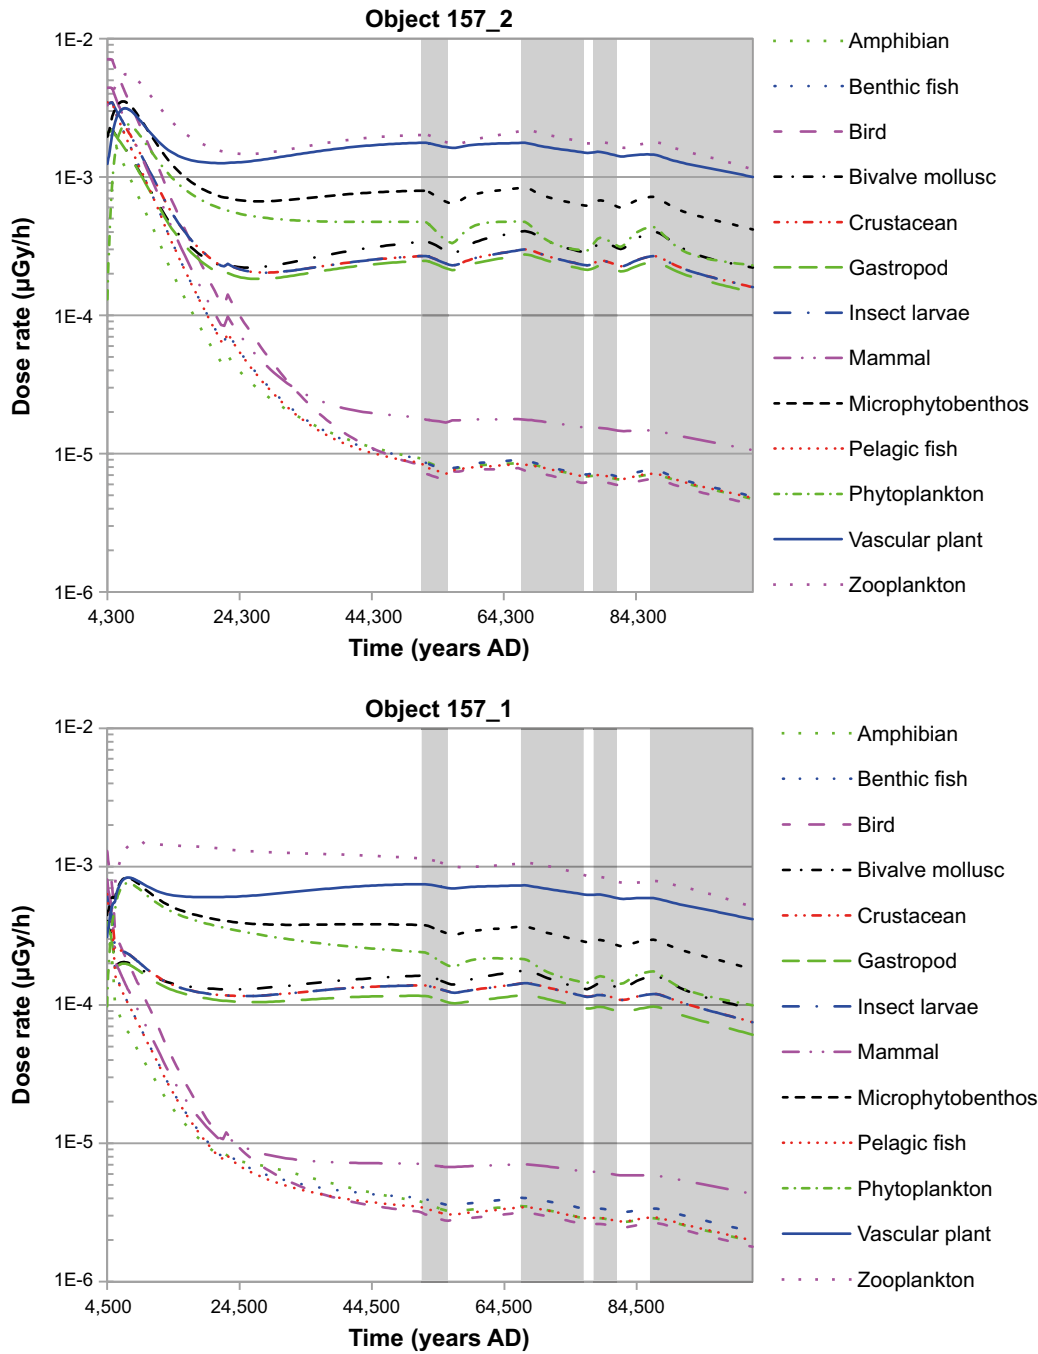 Object 157_2
1E-2
1E-3
1E-4
1E-5
1E-6
Dose rate (µGy/h)
4,300 24,300 44,300 64,300 84,300
Time (years AD)
Amphibian
Benthic fish
Bird
Bivalve mollusc
Crustacean
Gastropod
Insect larvae
Mammal
Microphytobenthos
Pelagic fish
Phytoplankton
Vascular plant
Zooplankton
Object 157_1
1E-2
1E-3
1E-4
1E-5
1E-6
Dose rate (µGy/h)
4,500 24,500 44,500 64,500 84,500
Time (years AD)
Amphibian
Benthic fish
Bird
Bivalve mollusc
Crustacean
Gastropod
Insect larvae
Mammal
Microphytobenthos
Pelagic fish
Phytoplankton
Vascular plant
Zooplankton